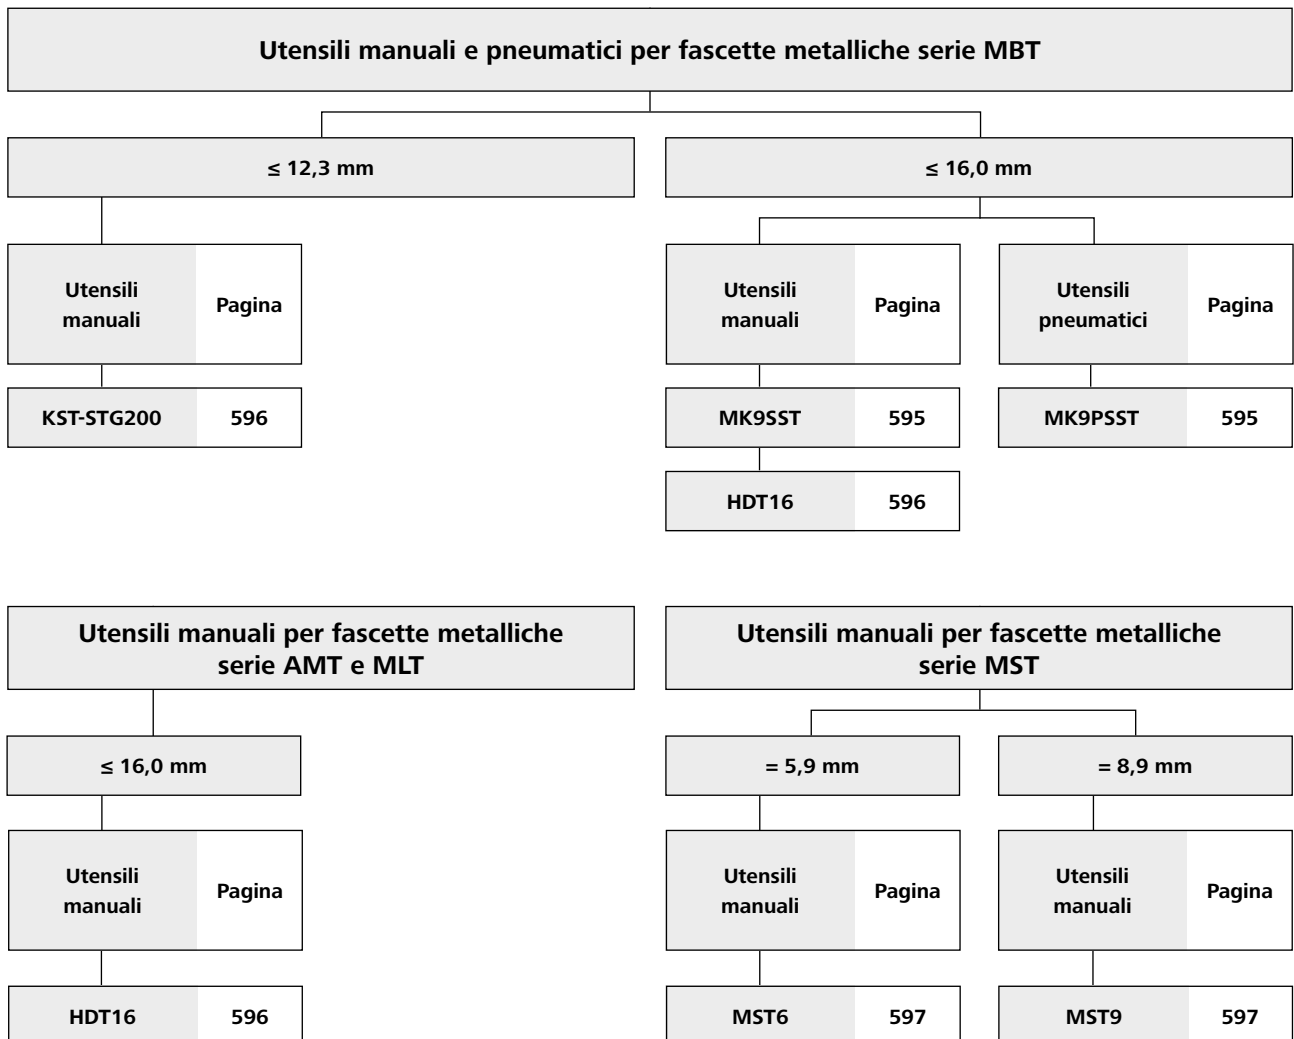 Utensili manuali e pneumatici per fascette metalliche serie MBT
≤ 12,3 mm
≤ 16,0 mm
Utensili
manuali
Pagina
Utensili
manuali
Pagina
Utensili
pneumatici
Pagina
KST-STG200 596
MK9SST 595
MK9PSST 595
HDT16 596
Utensili manuali per fascette metalliche
serie AMT e MLT
Utensili manuali per fascette metalliche
serie MST
≤ 16,0 mm
= 5,9 mm
= 8,9 mm
Utensili
manuali
Pagina
Utensili
manuali
Pagina
Utensili
manuali
Pagina
HDT16 596
MST6 597
MST9 597